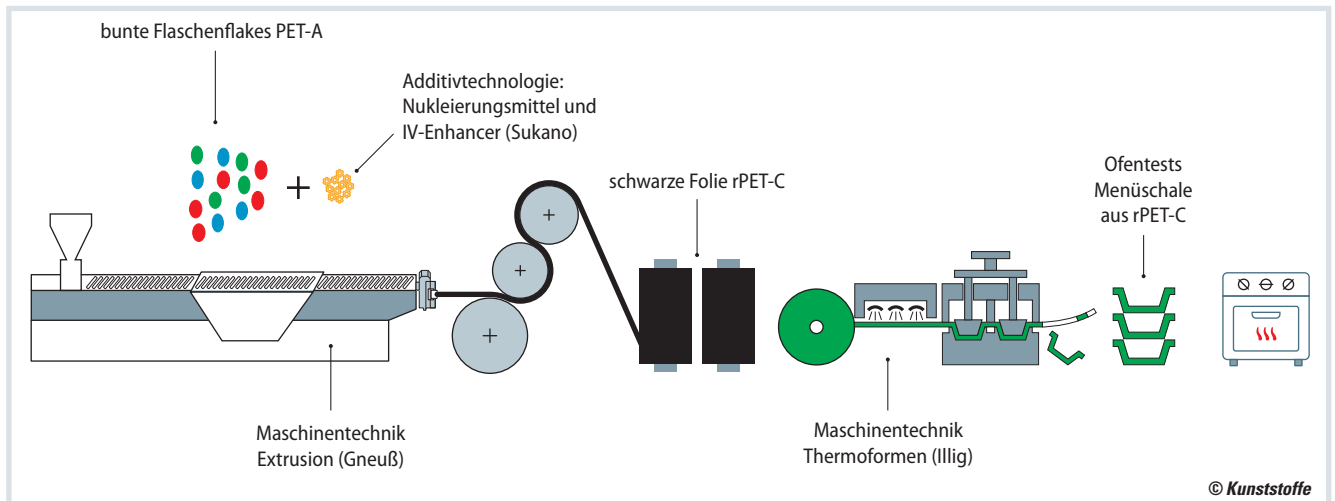 bunte Flaschenflakes PET-A
Additivtechnologie:
Nukleierungsmittel und
IV-Enhancer (Sukano)
schwarze Folie rPET-C
Ofentests
Menüschale
aus rPET-C
Maschinentechnik
Extrusion (Gneuß)
Maschinentechnik
Thermoformen (Illig)
© Kunststoffe